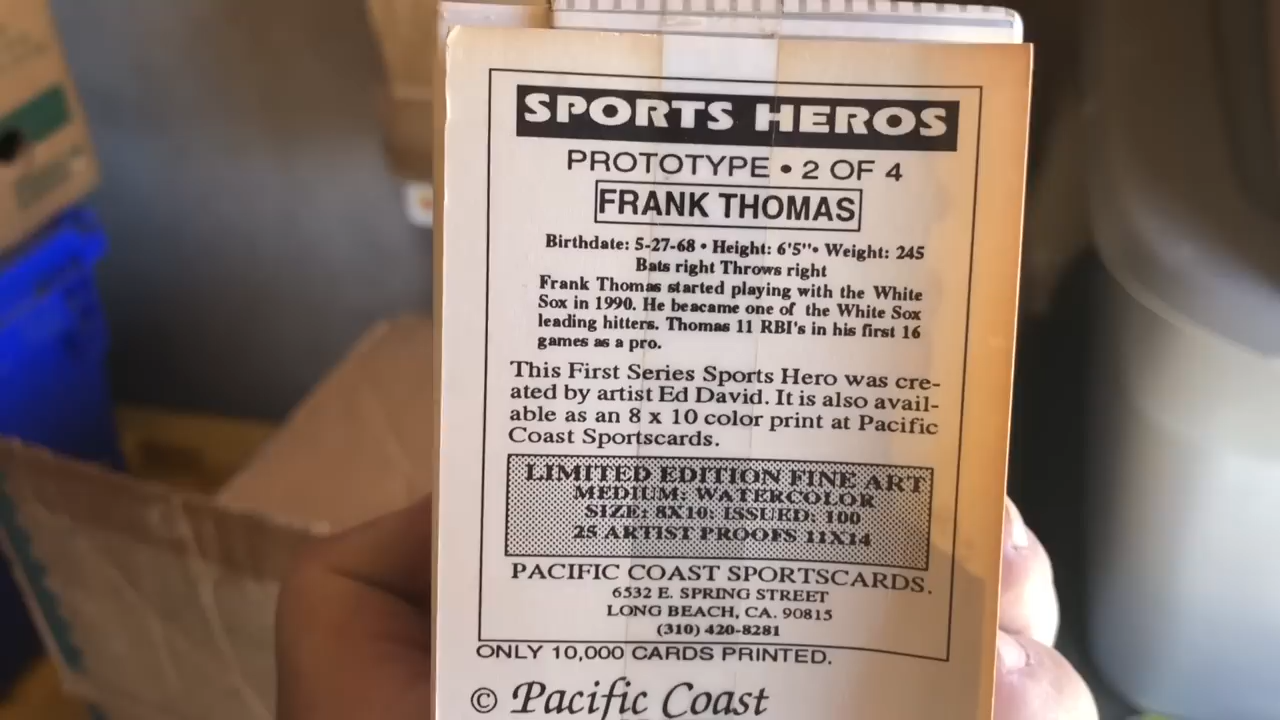 SPORTS HEROS
PROTOTYPE • 2 OF 4
FRANK THOMAS
Birthdate: 5-27-68 • Height: 6'5"• Weight: 245
Bats right Throws right
Frank Thomas started playing with the White
Sox in 1990. He beacame one of the White Sox
leading hitters. Thomas 11 RBI's in his first 16
games as a pro.
This First Series Sports Hero was cre-
ated by artist Ed David. It is also avail-
able as an 8 x 10 color print at Pacific
Coast Sportscards.
LIMITED EDITION FINE ART
MEDIUM: WATERCOLOR
SIZE: 8X10: ISSUED: 100
25 ARTIST PROOFS 11X14
PACIFIC COAST SPORTSCARDS.
6532 E. SPRING STREET
LONG BEACH, CA. 90815
(310) 420-8281
ONLY 10,000 CARDS PRINTED.
© Pacific Coast